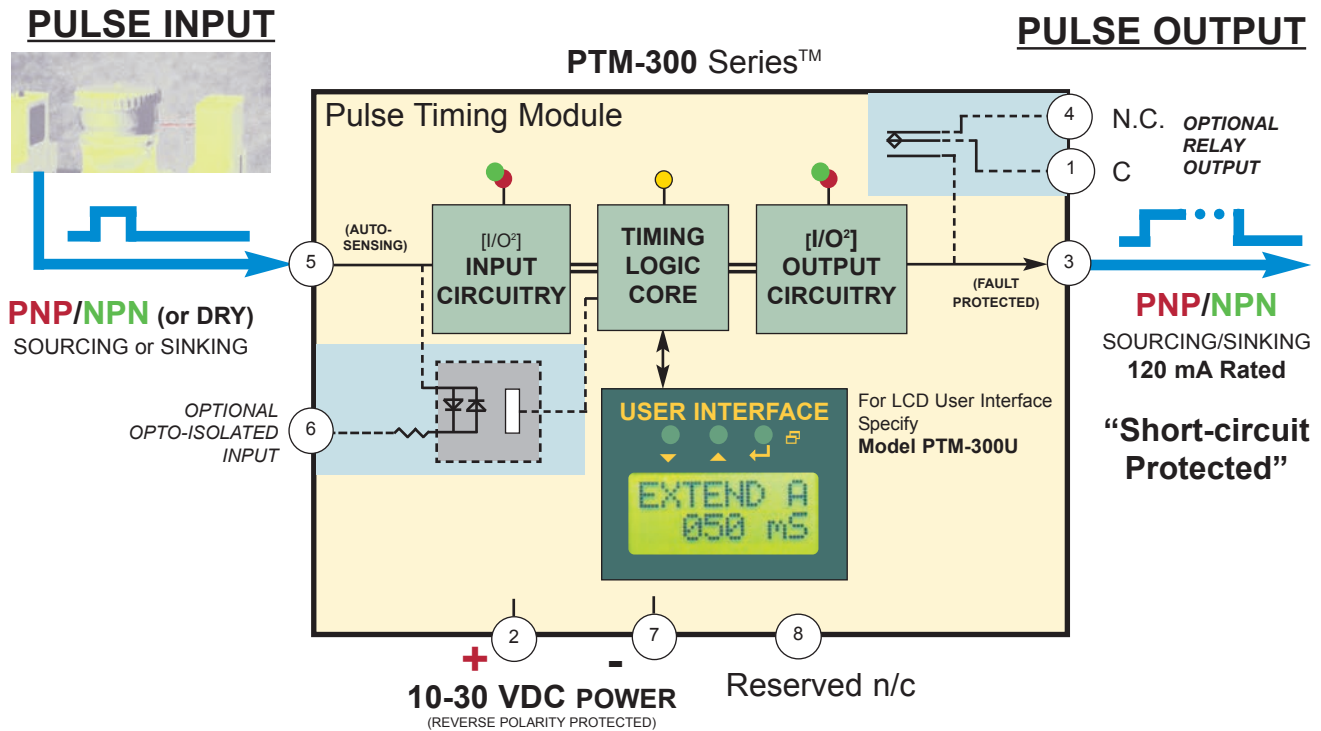 PULSE INPUT
PULSE OUTPUT
PTM-300 Series™
Pulse Timing Module
4
N.C.
OPTIONAL
RELAY
OUTPUT
1
C
(AUTO-
SENSING)
[I/O²]
INPUT
CIRCUITRY
TIMING
LOGIC
CORE
[I/O²]
OUTPUT
CIRCUITRY
5
3
(FAULT
PROTECTED)
PNP/NPN (or DRY)
SOURCING or SINKING
PNP/NPN
SOURCING/SINKING
120 mA Rated
OPTIONAL
OPTO-ISOLATED
INPUT
6
USER INTERFACE
EXTEND A
050 mS
For LCD User Interface
Specify
Model PTM-300U
“Short-circuit
Protected”
2
7
8
+
-
Reserved n/c
10-30 VDC POWER
(REVERSE POLARITY PROTECTED)